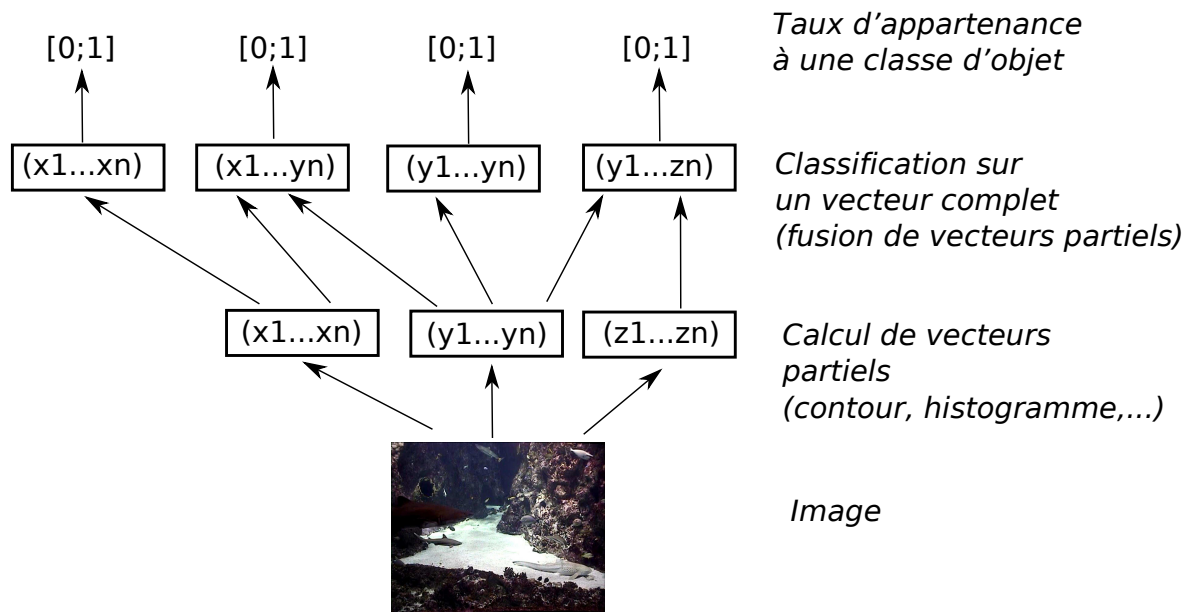 [0;1] [0;1] [0;1] [0;1]
Taux d’appartenance
à une classe d’objet
(x1...xn) (x1...yn) (y1...yn) (y1...zn)
Classification sur
un vecteur complet
(fusion de vecteurs partiels)
(x1...xn) (y1...yn) (z1...zn)
Calcul de vecteurs
partiels
(contour, histogramme,...)
Image